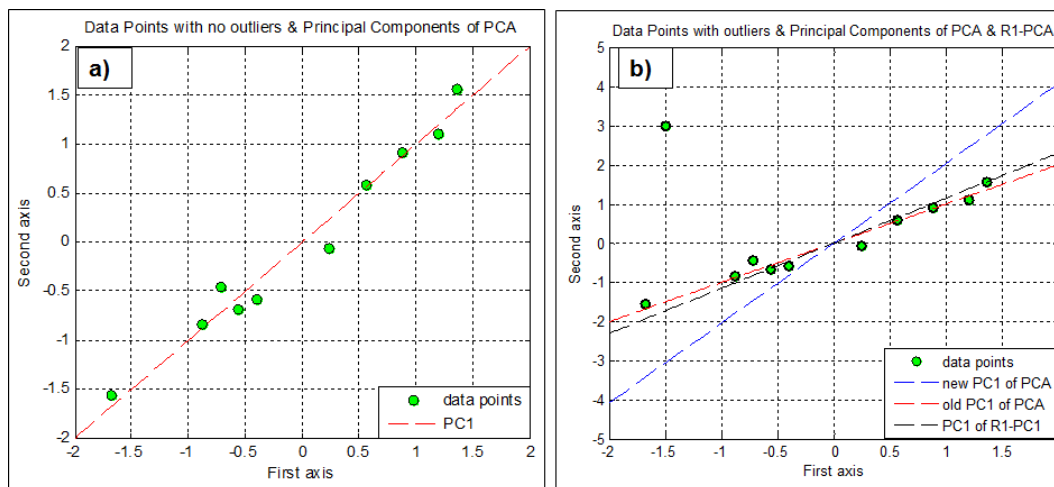 Data Points with no outliers & Principal Components of PCA
a)
2
1.5
1
0.5
0
-0.5
-1
-1.5
-2
Second axis
-2
-1.5
-1
-0.5
0
0.5
1
1.5
2
First axis
data points
PC1
Data Points with outliers & Principal Components of PCA & R1-PCA
b)
5
4
3
2
1
0
-1
-2
-3
-4
-5
Second axis
-2
-1.5
-1
-0.5
0
0.5
1
1.5
First axis
data points
new PC1 of PCA
old PC1 of PCA
PC1 of R1-PC1